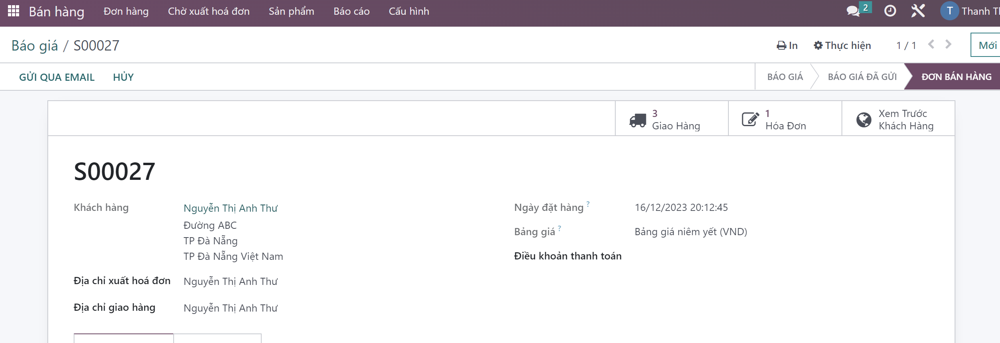 Bán hàng Đơn hàng Chờ xuất hoá đơn Sản phẩm Báo cáo Cấu hình 2 T Thanh
Báo giá / S00027 In Thực hiện 1 / 1 Mới
GỬI QUA EMAIL HỦY BÁO GIÁ BÁO GIÁ ĐÃ GỬI ĐƠN BÁN HÀNG
3 Giao Hàng
1 Hóa Đơn
Xem Trước
Khách Hàng
S00027
Khách hàng Nguyễn Thị Anh Thư
Đường ABC
TP Đà Nẵng
TP Đà Nẵng Việt Nam
Địa chỉ xuất hoá đơn Nguyễn Thị Anh Thư
Địa chỉ giao hàng Nguyễn Thị Anh Thư
Ngày đặt hàng ? 16/12/2023 20:12:45
Bảng giá ? Bảng giá niêm yết (VND)
Điều khoản thanh toán